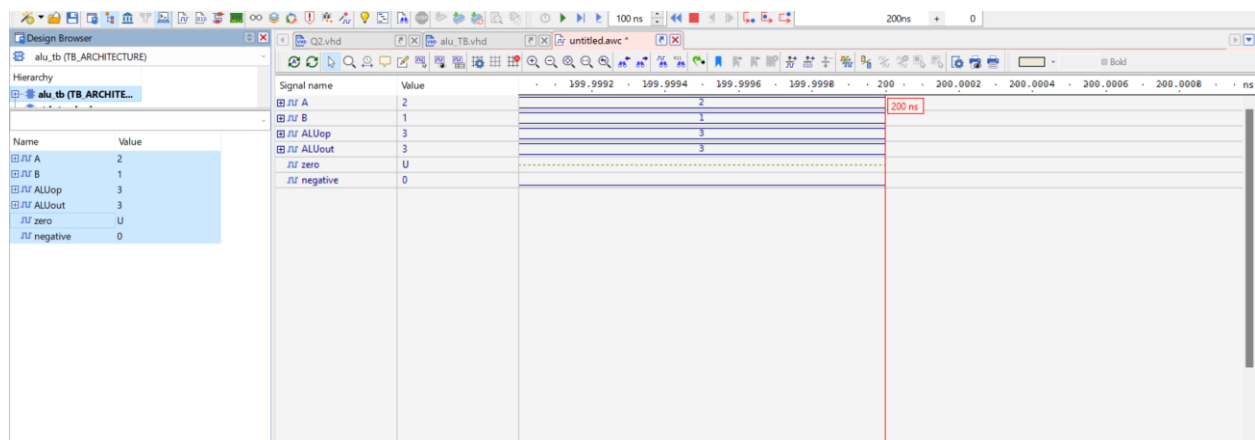 100 ns
200ns + 0
Design Browser
Q2.vhd
alu_TB.vhd
untitled.awc *
alu_tb (TB_ARCHITECTURE)
Bold
Hierarchy
alu_tb (TB_ARCHITE...
Signal name Value 199.9992 199.9994 199.9996 199.9998 200 200.0002 200.0004 200.0006 200.0008 ns
A 2 2
200 ns
B 1 1
ALUop 3 3
ALUout 3 3
zero U
negative 0
Name Value
A 2
B 1
ALUop 3
ALUout 3
zero U
negative 0